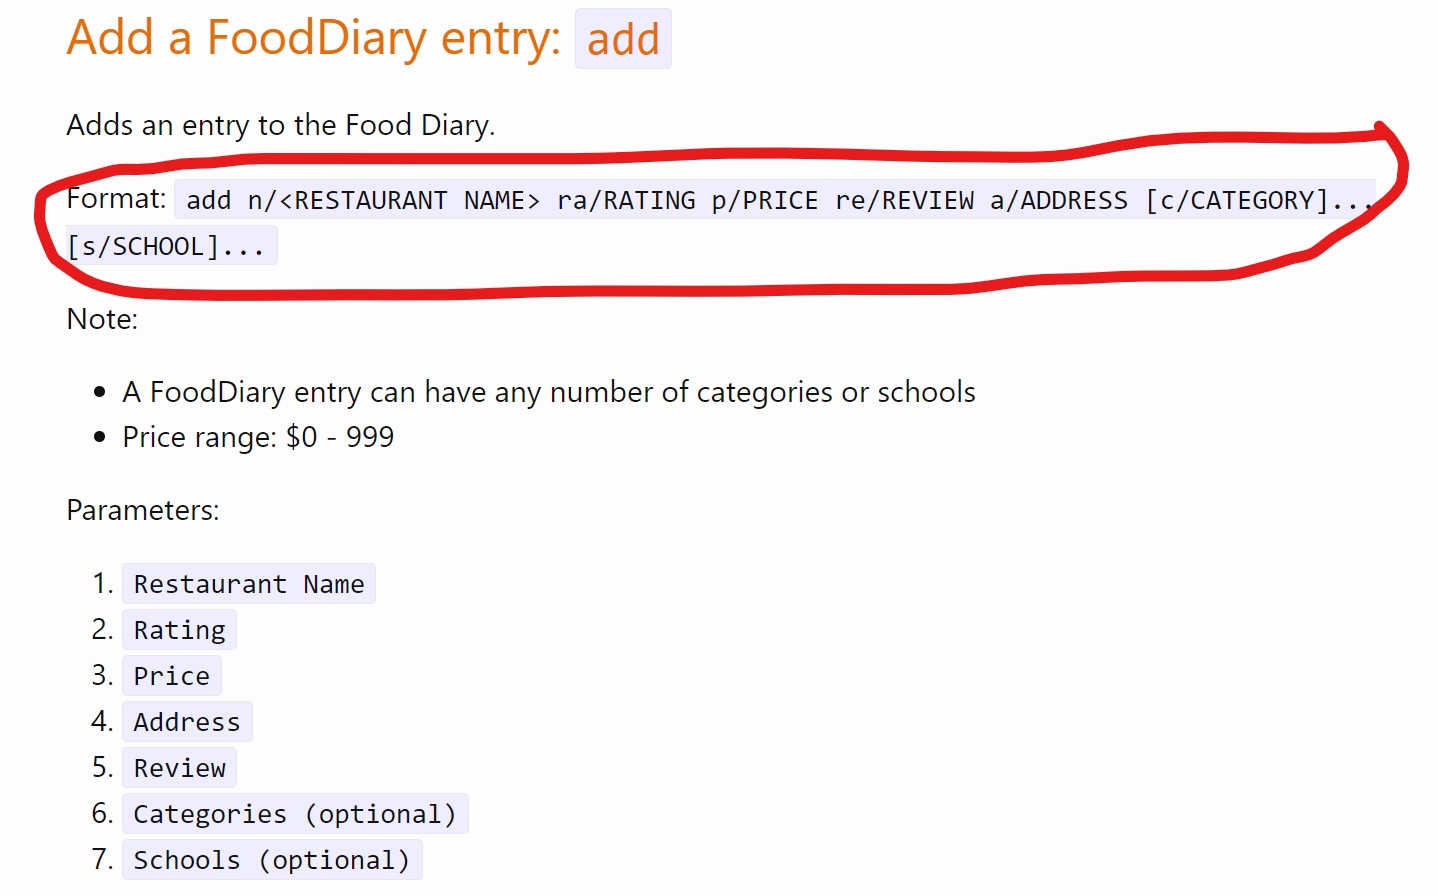 Add a FoodDiary entry: add
Adds an entry to the Food Diary.
Format: add n/<RESTAURANT NAME> ra/RATING p/PRICE re/REVIEW a/ADDRESS [c/CATEGORY]...
[s/SCHOOL]...
Note:
• A FoodDiary entry can have any number of categories or schools
• Price range: $0 - 999
Parameters:
1. Restaurant Name
2. Rating
3. Price
4. Address
5. Review
6. Categories (optional)
7. Schools (optional)